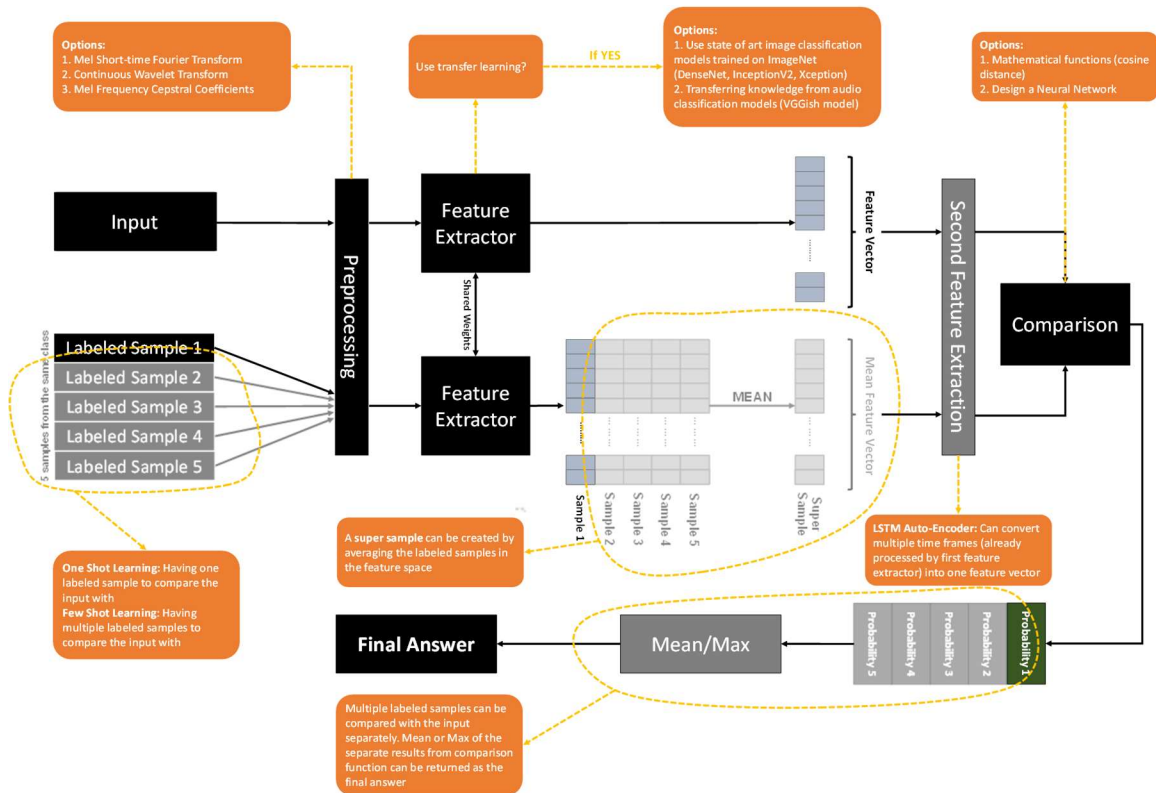 Options:
1. Mel Short-time Fourier Transform
2. Continuous Wavelet Transform
3. Mel Frequency Cepstral Coefficients
Use transfer learning?
If YES
Options:
1. Use state of art image classification
models trained on ImageNet
(DenseNet, InceptionV2, Xception)
2. Transferring knowledge from audio
classification models (VGGish model)
Options:
1. Mathematical functions (cosine
distance)
2. Design a Neural Network
Input
Preprocessing
Feature
Extractor
Feature Vector
Second Feature Extraction
Shared Weights
Comparison
5 samples from the same class
Labeled Sample 1
Labeled Sample 2
Labeled Sample 3
Labeled Sample 4
Labeled Sample 5
Feature
Extractor
MEAN
Mean Feature Vector
Sample 1
Sample 2
Sample 3
Sample 4
Sample 5
Super
Sample
A super sample can be created by
averaging the labeled samples in
the feature space
LSTM Auto-Encoder: Can convert
multiple time frames (already
processed by first feature
extractor) into one feature vector
One Shot Learning: Having one
labeled sample to compare the
input with
Few Shot Learning: Having
multiple labeled samples to
compare the input with
Final Answer
Mean/Max
Probability 5
Probability 4
Probability 3
Probability 2
Probability 1
Multiple labeled samples can be
compared with the input
separately. Mean or Max of the
separate results from comparison
function can be returned as the
final answer